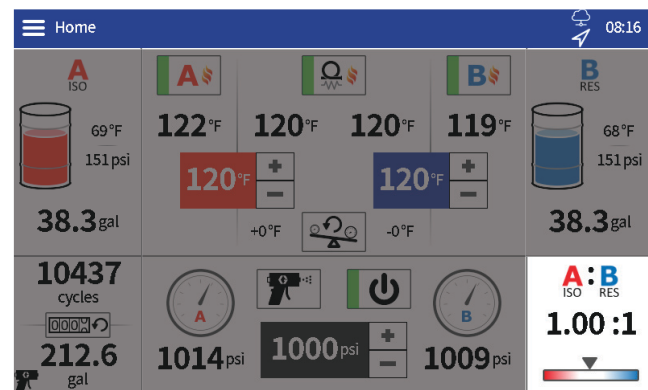 Home
08:16
A
ISO
69°F
151 psi
38.3 gal
A
B
122 °F
120 °F
120 °F
119 °F
120 °F
+
−
120 °F
+
−
+0°F
-0°F
B
RES
68°F
151 psi
38.3 gal
10437
cycles
000
212.6
gal
A
1014 psi
1000 psi
+
−
B
1009 psi
A:B
ISO RES
1.00 :1